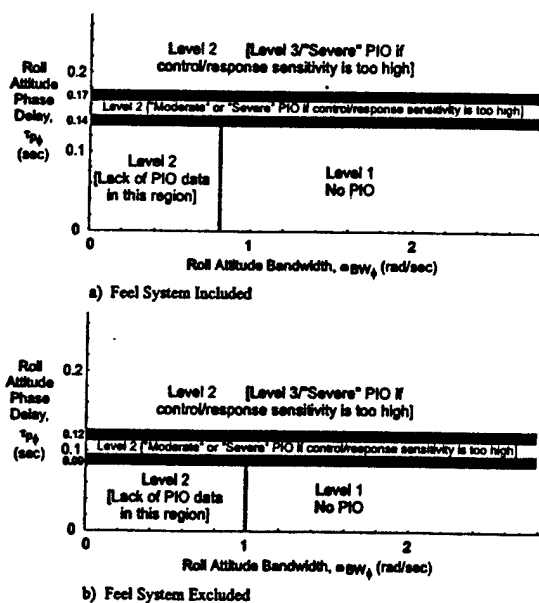 Level 2 [Level 3/"Severe" PIO if
control/response sensitivity is too high]
Roll
Attitude
Phase
Delay,
τpϕ
(sec)
0.2
0.17
Level 2 ["Moderate" or "Severe" PIO if control/response sensitivity is too high]
0.14
0.1
Level 2
[Lack of PIO data
in this region]
Level 1
No PIO
0
0 1 2
Roll Attitude Bandwidth, ωBWϕ (rad/sec)
a) Feel System Included
Roll
Attitude
Phase
Delay,
τpϕ
(sec)
0.2
Level 2 [Level 3/"Severe" PIO if
control/response sensitivity is too high]
0.12
Level 2 ["Moderate" or "Severe" PIO if control/response sensitivity is too high]
0.1
0.09
Level 2
[Lack of PIO data
in this region]
Level 1
No PIO
0
0 1 2
Roll Attitude Bandwidth, ωBWϕ (rad/sec)
b) Feel System Excluded